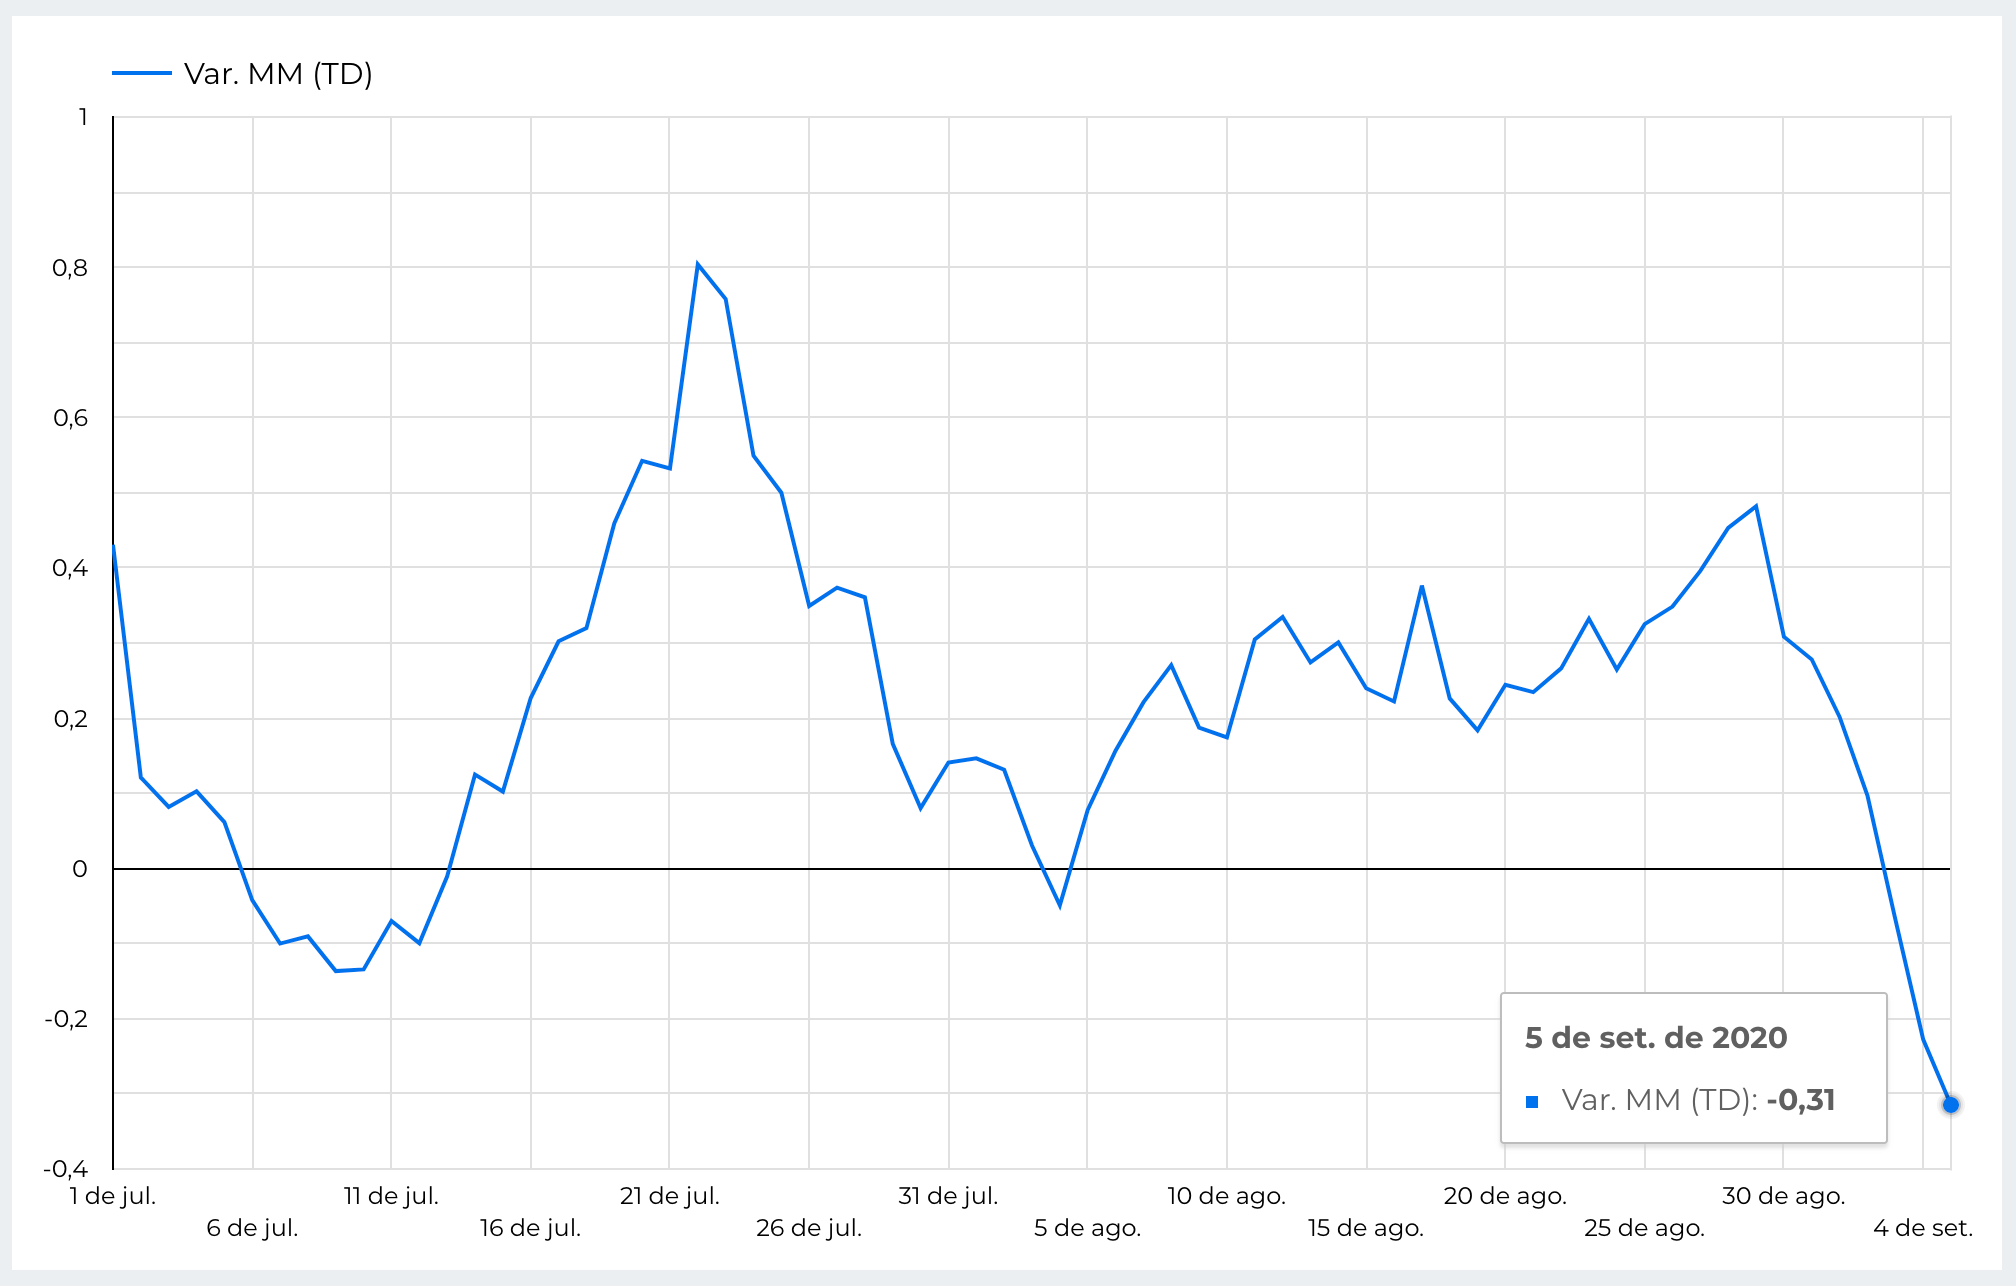 Var. MM (TD)
1
0,8
0,6
0,4
0,2
0
-0,2
-0,4
5 de set. de 2020
Var. MM (TD): -0,31
1 de jul.
11 de jul.
21 de jul.
31 de jul.
10 de ago.
20 de ago.
30 de ago.
6 de jul.
16 de jul.
26 de jul.
5 de ago.
15 de ago.
25 de ago.
4 de set.